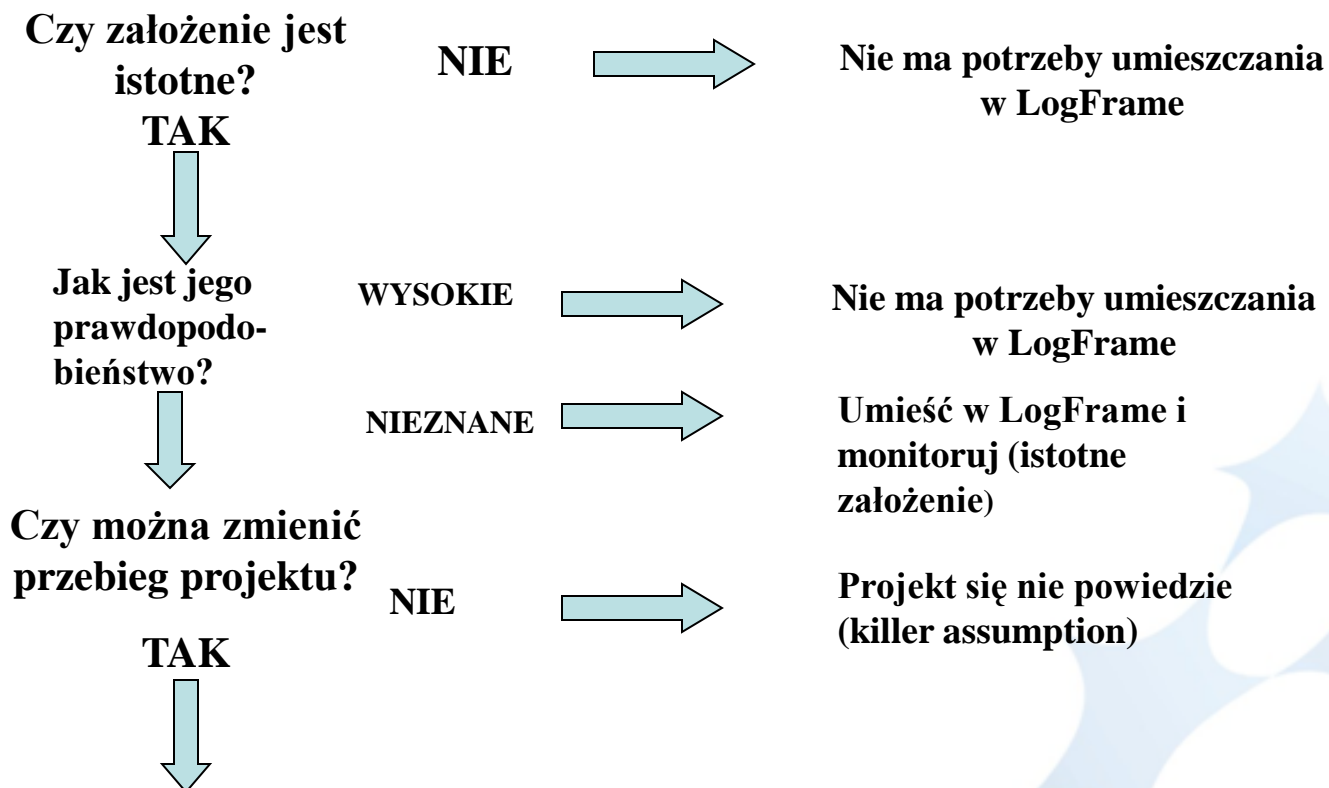 Czy założenie jest
istotne?
TAK
NIE
Nie ma potrzeby umieszczania
w LogFrame
Jak jest jego
prawdopodo-
bieństwo?
WYSOKIE
Nie ma potrzeby umieszczania
w LogFrame
NIEZNANE
Umieść w LogFrame i
monitoruj (istotne
założenie)
Czy można zmienić
przebieg projektu?
NIE
Projekt się nie powiedzie
(killer assumption)
TAK